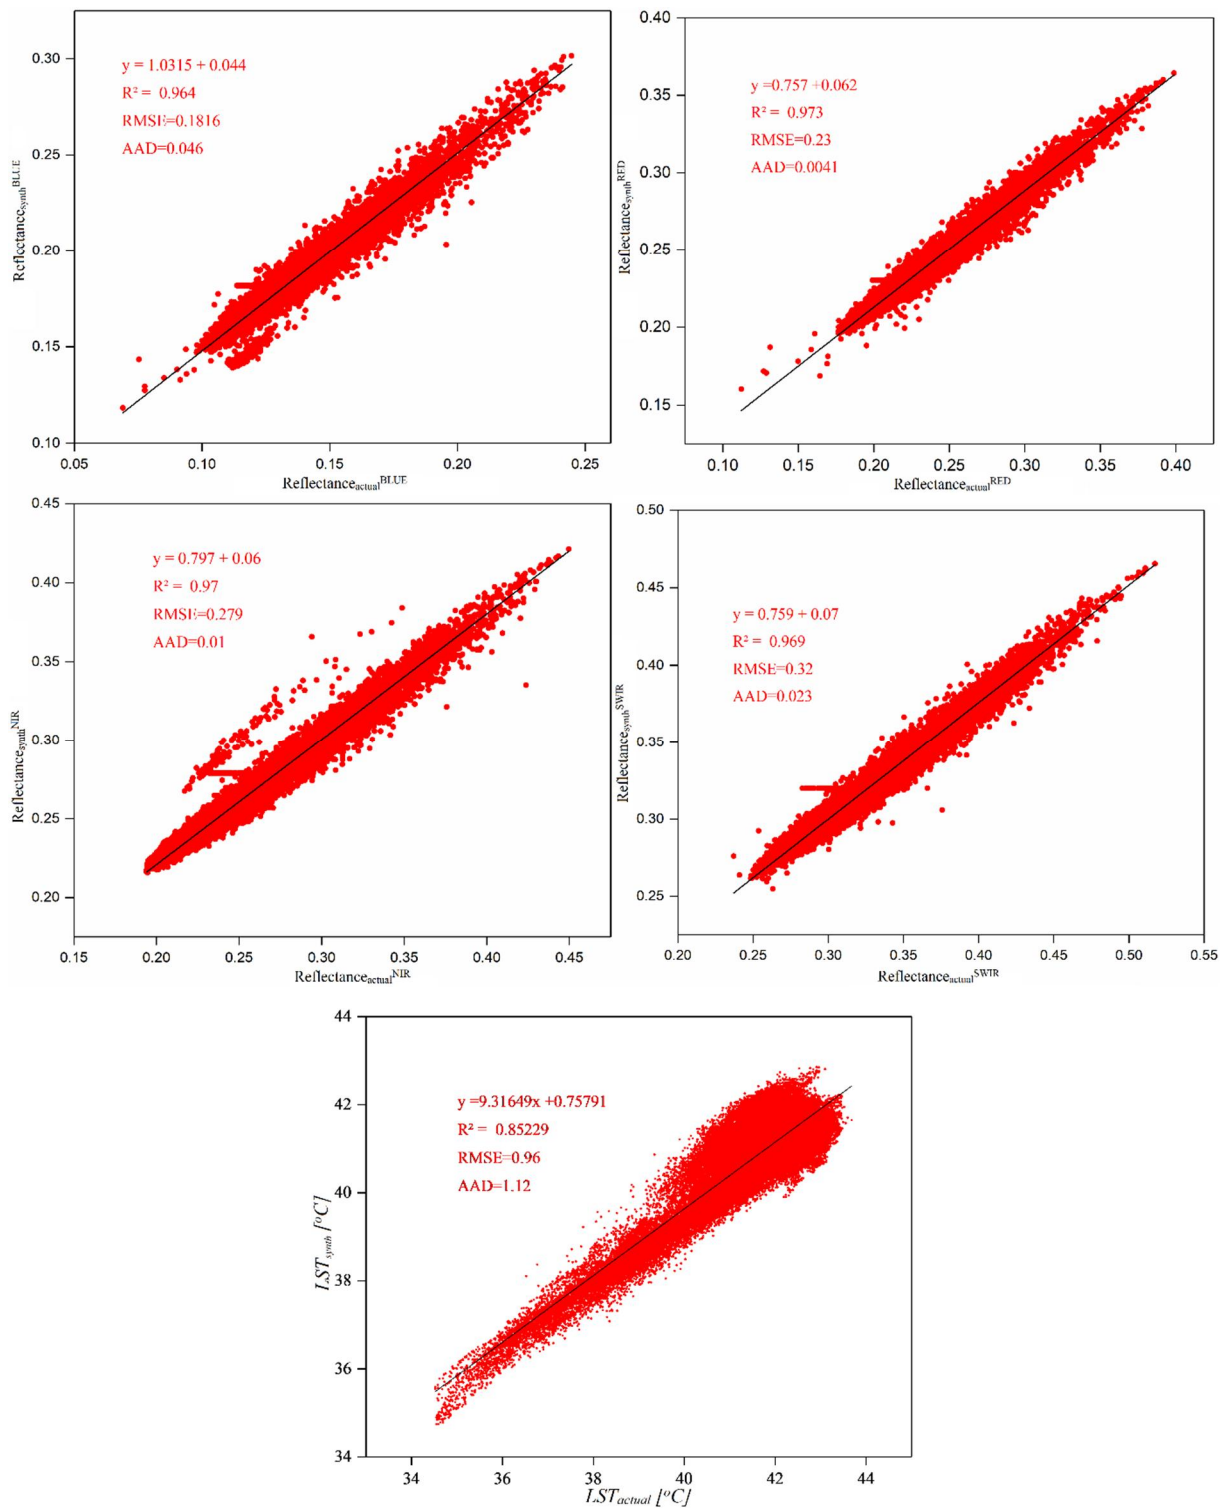 0.30
0.25
0.20
0.15
0.10
Reflectance_synth^BLUE
y = 1.0315 + 0.044
R² = 0.964
RMSE=0.1816
AAD=0.046
0.05 0.10 0.15 0.20 0.25
Reflectance_actual^BLUE
0.40
0.35
0.30
0.25
0.20
0.15
Reflectance_synth^RED
y =0.757 +0.062
R² = 0.973
RMSE=0.23
AAD=0.0041
0.10 0.15 0.20 0.25 0.30 0.35 0.40
Reflectance_actual^RED
0.45
0.40
0.35
0.30
0.25
0.20
Reflectance_synth^NIR
y = 0.797 + 0.06
R² = 0.97
RMSE=0.279
AAD=0.01
0.15 0.20 0.25 0.30 0.35 0.40 0.45
Reflectance_actual^NIR
0.50
0.45
0.40
0.35
0.30
0.25
Reflectance_synth^SWIR
y = 0.759 + 0.07
R² = 0.969
RMSE=0.32
AAD=0.023
0.20 0.25 0.30 0.35 0.40 0.45 0.50 0.55
Reflectance_actual^SWIR
44
42
40
38
36
34
LST_synth [°C]
y =9.31649x +0.75791
R² = 0.85229
RMSE=0.96
AAD=1.12
34 36 38 40 42 44
LST_actual [°C]